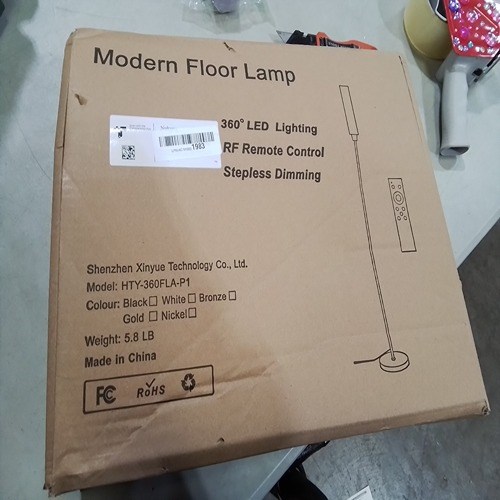 Modern Floor Lamp
360° LED Lighting
RF Remote Control
Stepless Dimming
1983
Shenzhen Xinyue Technology Co., Ltd.
Model: HTY-360FLA-P1
Colour: Black☐ White☐ Bronze☐
Gold ☐ Nickel☐
Weight: 5.8 LB
Made in China
FC RoHS